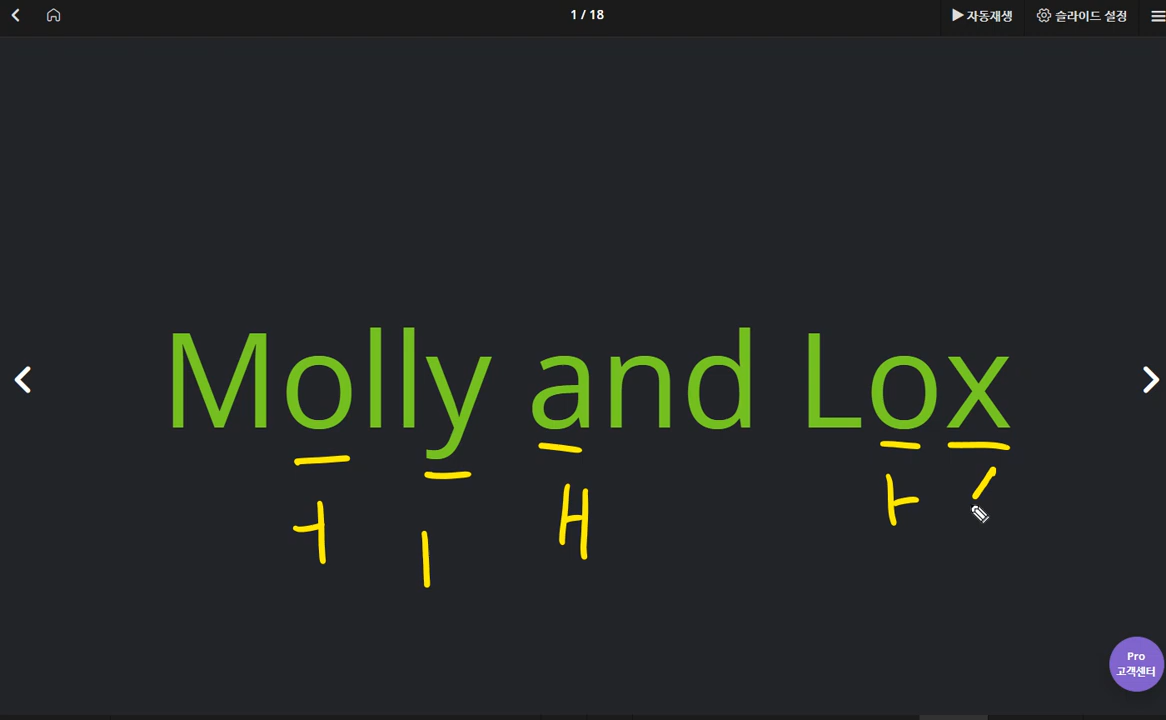 1 / 18
▶ 자동재생
슬라이드 설정
Molly and Lox
ㅓ ㅣ ㅐ ㅏ
Pro
고객센터